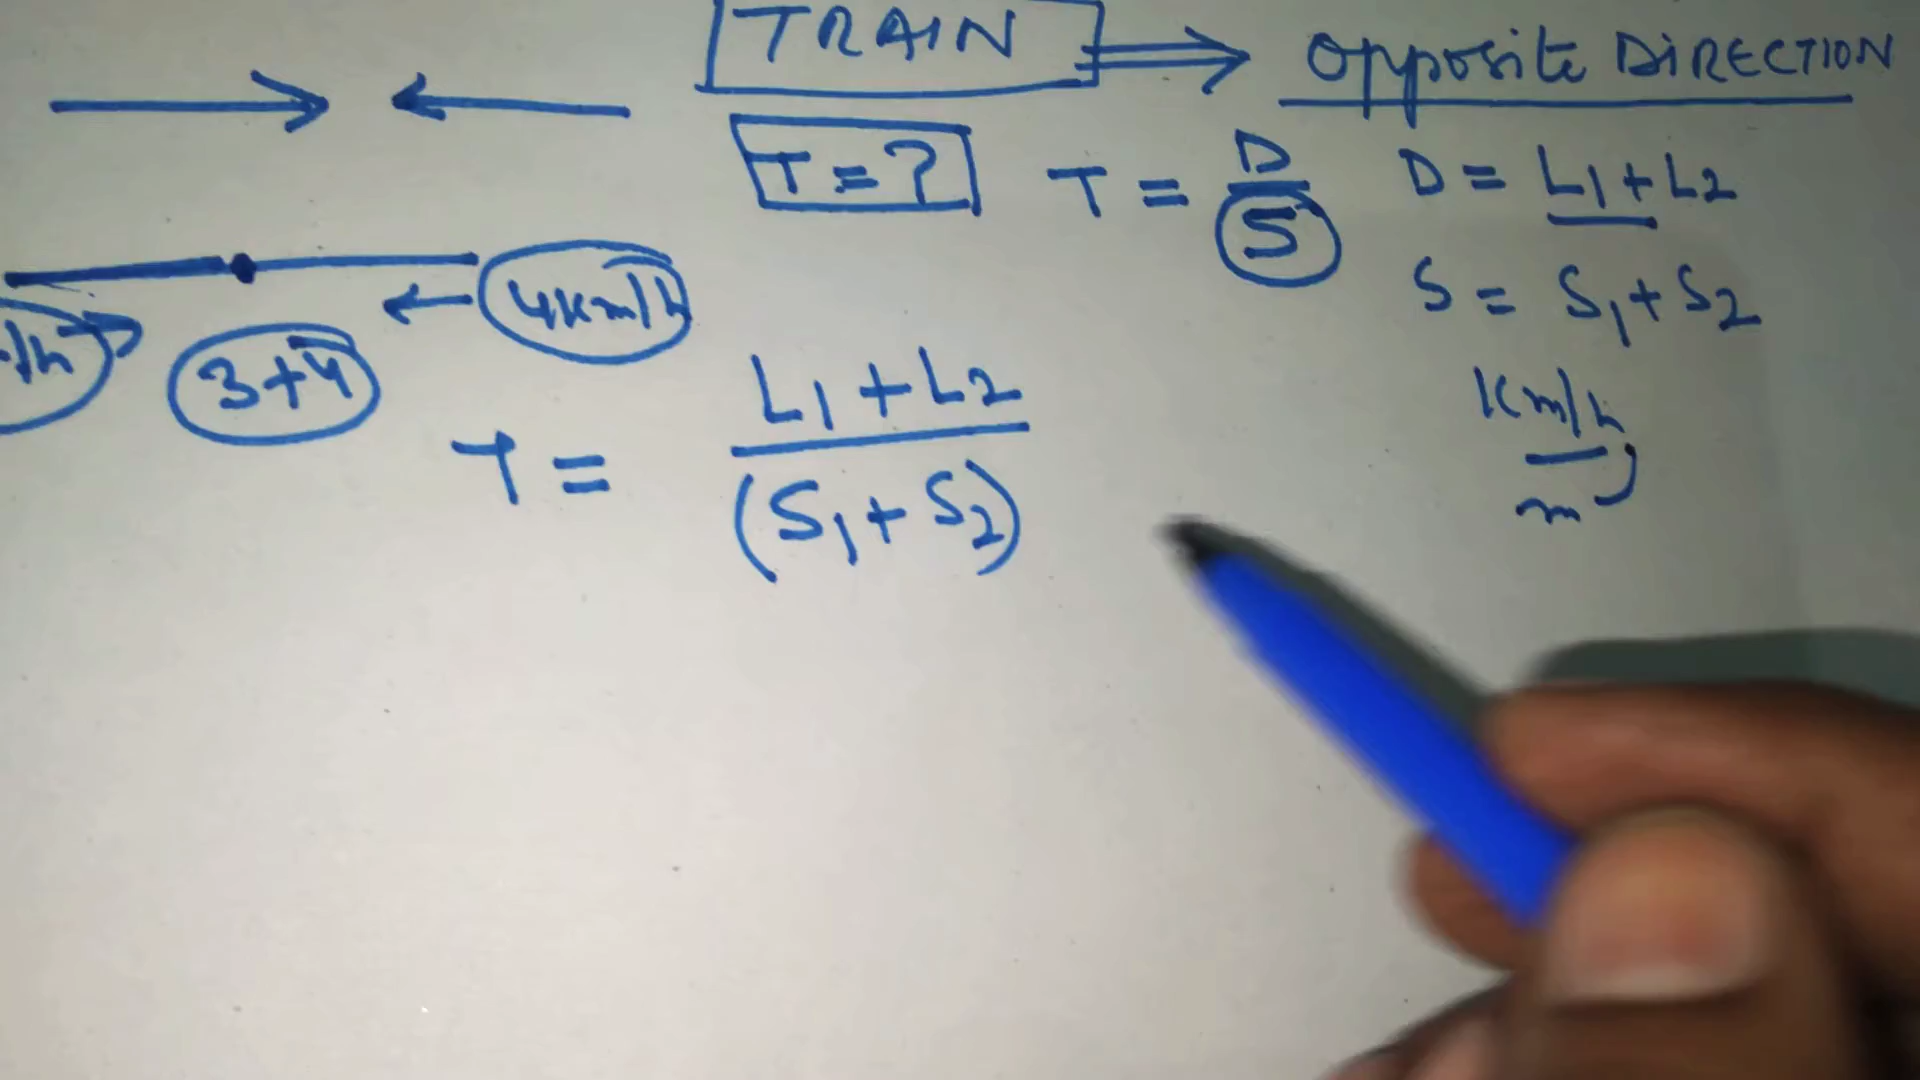 TRAIN ⟹ Opposite DIRECTION
T = ?
T = D/S
D = L1 + L2
S = S1 + S2
4Km/h
/h
3+4
Km/h
m
T = L1 + L2 / (S1 + S2)